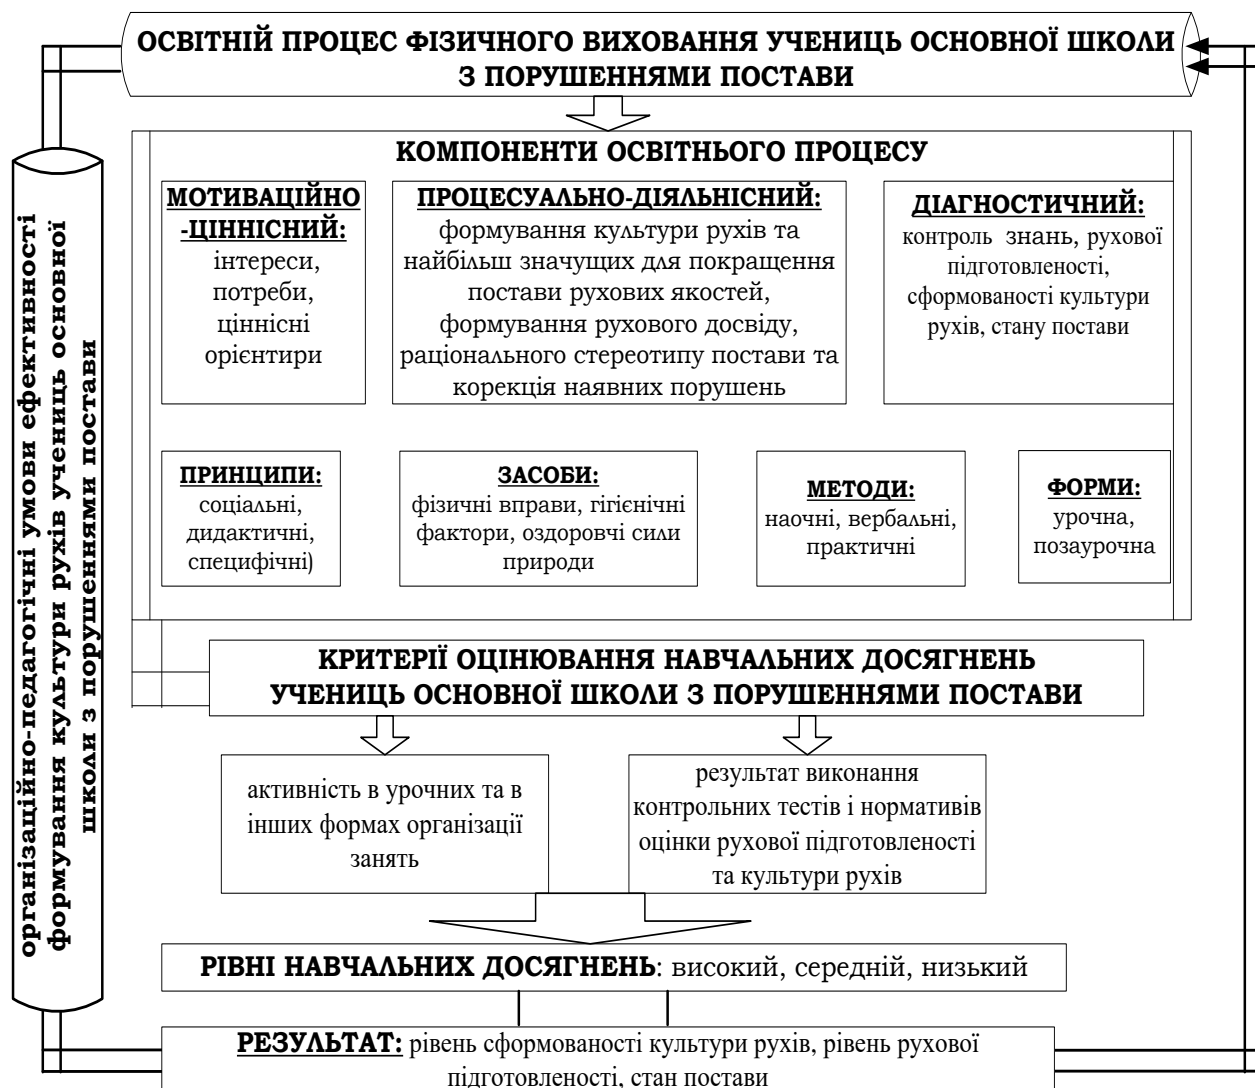 ОСВІТНІЙ ПРОЦЕС ФІЗИЧНОГО ВИХОВАННЯ УЧЕНИЦЬ ОСНОВНОЇ ШКОЛИ
З ПОРУШЕННЯМИ ПОСТАВИ
організаційно-педагогічні умови ефективності
формування культури рухів учениць основної
школи з порушеннями постави
КОМПОНЕНТИ ОСВІТНЬОГО ПРОЦЕСУ
МОТИВАЦІЙНО
-ЦІННІСНИЙ:
інтереси,
потреби,
ціннісні
орієнтири
ПРОЦЕСУАЛЬНО-ДІЯЛЬНІСНИЙ:
формування культури рухів та
найбільш значущих для покращення
постави рухових якостей,
формування рухового досвіду,
раціонального стереотипу постави та
корекція наявних порушень
ДІАГНОСТИЧНИЙ:
контроль знань, рухової
підготовленості,
сформованості культури
рухів, стану постави
ПРИНЦИПИ:
соціальні,
дидактичні,
специфічні)
ЗАСОБИ:
фізичні вправи, гігієнічні
фактори, оздоровчі сили
природи
МЕТОДИ:
наочні, вербальні,
практичні
ФОРМИ:
урочна,
позаурочна
КРИТЕРІЇ ОЦІНЮВАННЯ НАВЧАЛЬНИХ ДОСЯГНЕНЬ
УЧЕНИЦЬ ОСНОВНОЇ ШКОЛИ З ПОРУШЕННЯМИ ПОСТАВИ
активність в урочних та в
інших формах організації
занять
результат виконання
контрольних тестів і нормативів
оцінки рухової підготовленості
та культури рухів
РІВНІ НАВЧАЛЬНИХ ДОСЯГНЕНЬ: високий, середній, низький
РЕЗУЛЬТАТ: рівень сформованості культури рухів, рівень рухової
підготовленості, стан постави